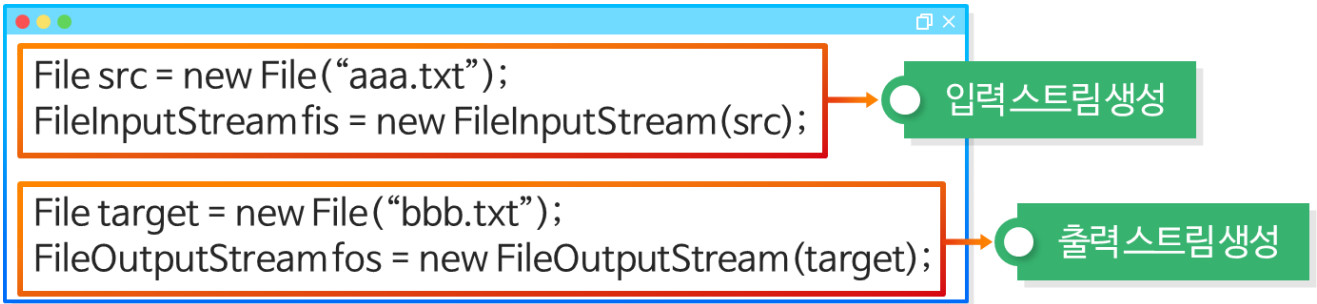 File src = new File(“aaa.txt”);
FileInputStream fis = new FileInputStream(src);
입력 스트림 생성
File target = new File(“bbb.txt”);
FileOutputStream fos = new FileOutputStream(target);
출력 스트림 생성